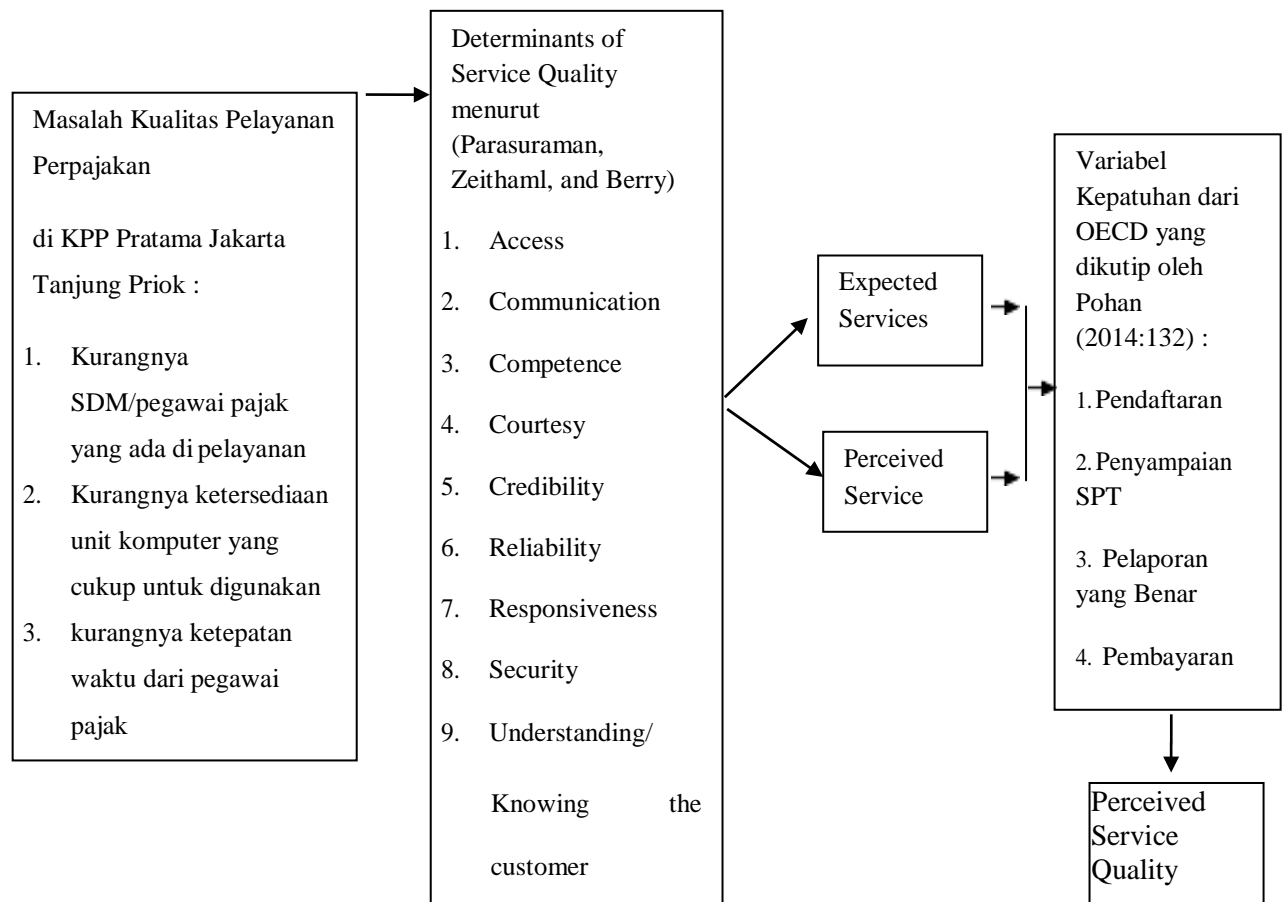 Masalah Kualitas Pelayanan
Perpajakan
di KPP Pratama Jakarta
Tanjung Priok :
1. Kurangnya
SDM/pegawai pajak
yang ada di pelayanan
2. Kurangnya ketersediaan
unit komputer yang
cukup untuk digunakan
3. kurangnya ketepatan
waktu dari pegawai
pajak
Determinants of
Service Quality
menurut
(Parasuraman,
Zeithaml, and Berry)
1. Access
2. Communication
3. Competence
4. Courtesy
5. Credibility
6. Reliability
7. Responsiveness
8. Security
9. Understanding/
Knowing the
customer
Expected
Services
Perceived
Service
Variabel
Kepatuhan dari
OECD yang
dikutip oleh
Pohan
(2014:132) :
1. Pendaftaran
2. Penyampaian
SPT
3. Pelaporan
yang Benar
4. Pembayaran
Perceived
Service
Quality